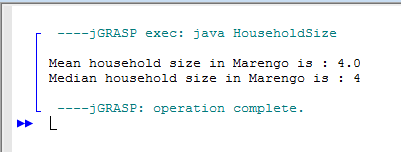 ----jGRASP exec: java HouseholdSize
Mean household size in Marengo is : 4.0
Median household size in Marengo is : 4
----jGRASP: operation complete.